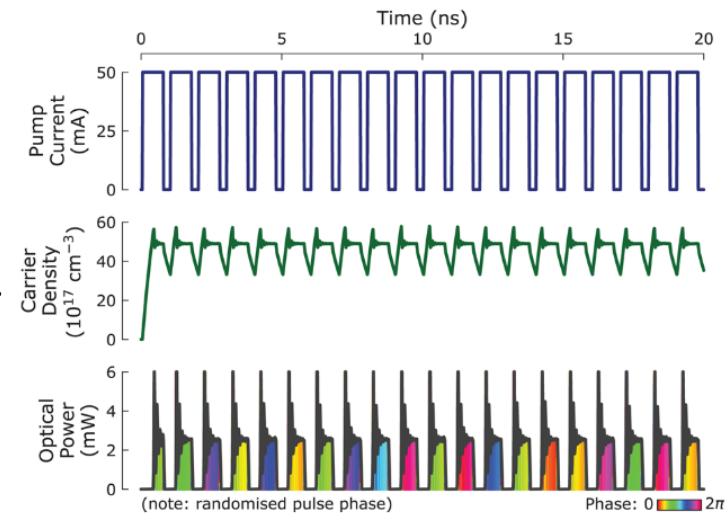 Time (ns)
0 5 10 15 20
50
25
0
Pump
Current
(mA)
60
40
20
0
Carrier
Density
(10¹⁷ cm⁻³)
6
4
2
0
Optical
Power
(mW)
(note: randomised pulse phase)
Phase: 0 2π